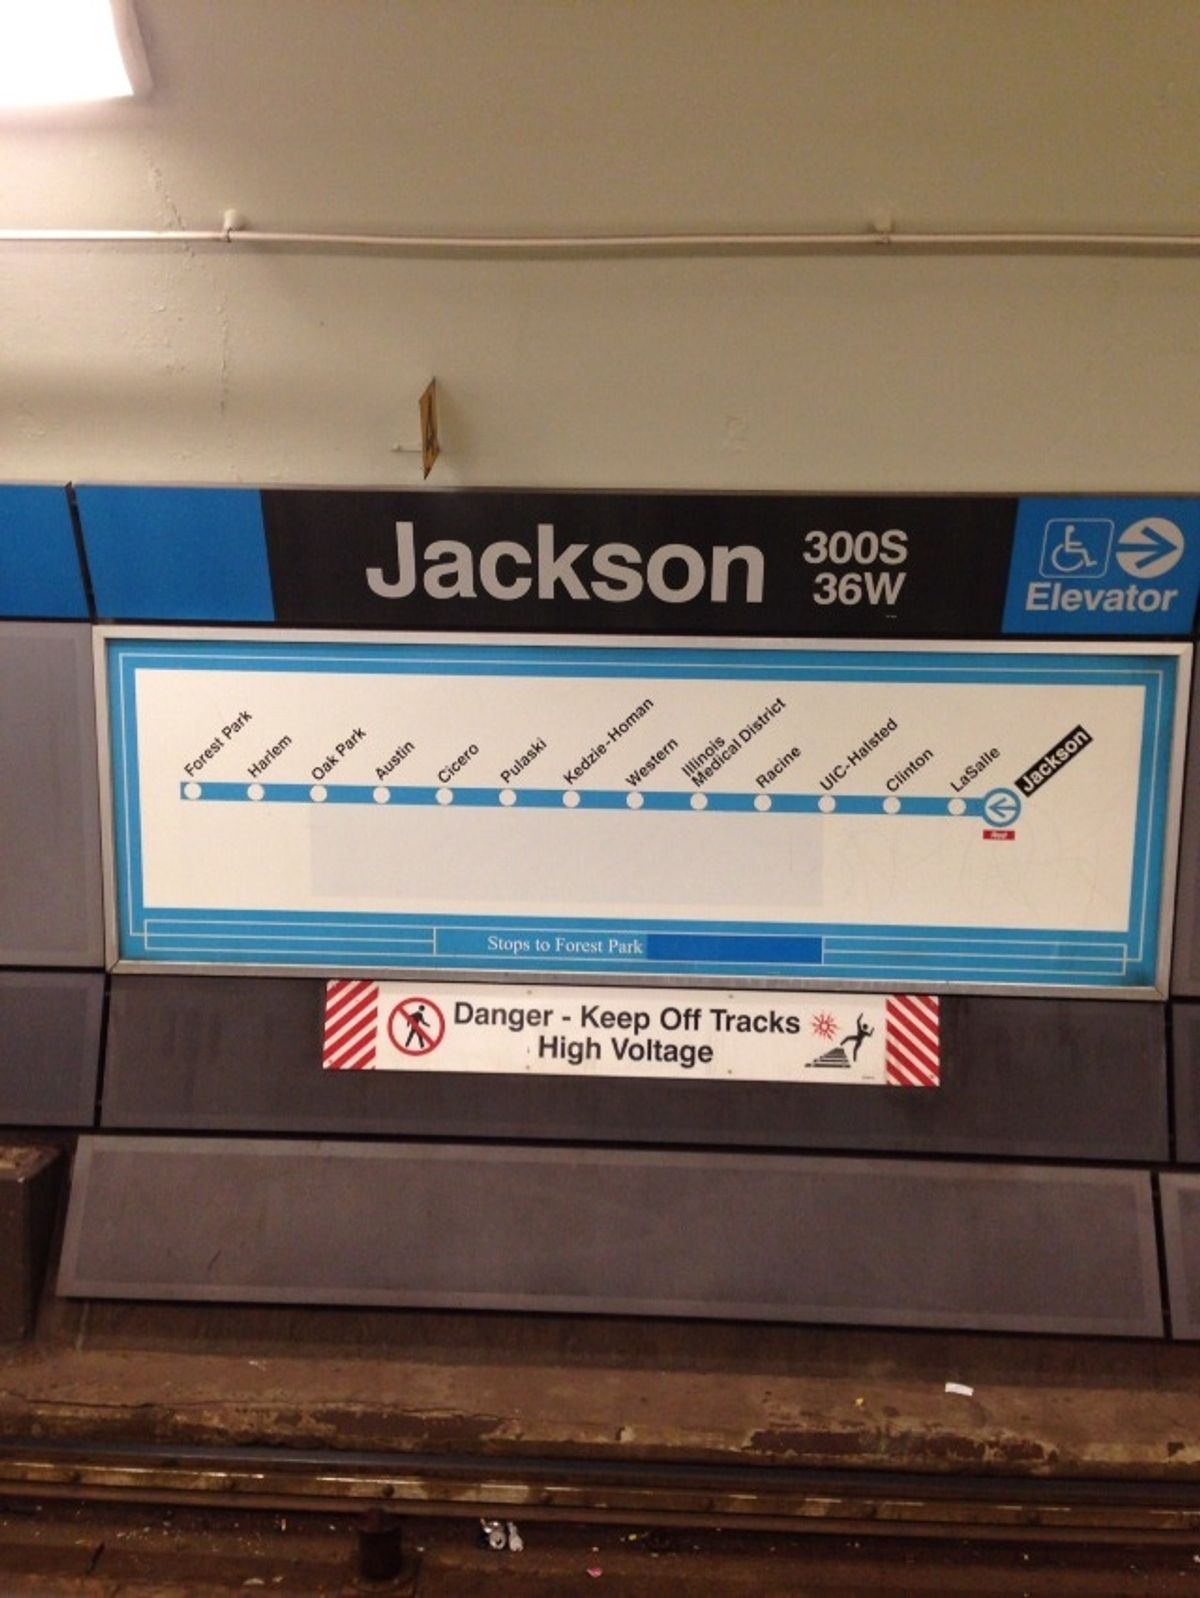 Jackson
300S
36W
Elevator
Forest Park
Harlem
Oak Park
Austin
Cicero
Pulaski
Kedzie-Homan
Western
Illinois
Medical District
Racine
UIC-Halsted
Clinton
LaSalle
Jackson
Red
Stops to Forest Park
Danger - Keep Off Tracks
High Voltage